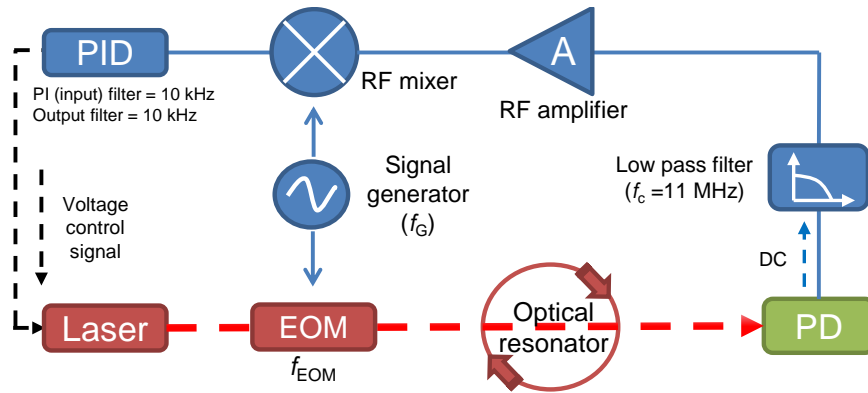 PID
A
PI (input) filter = 10 kHz
Output filter = 10 kHz
RF mixer
RF amplifier
Signal
generator
(fG)
Low pass filter
(fc =11 MHz)
Voltage
control
signal
DC
Laser
EOM
fEOM
Optical
resonator
PD